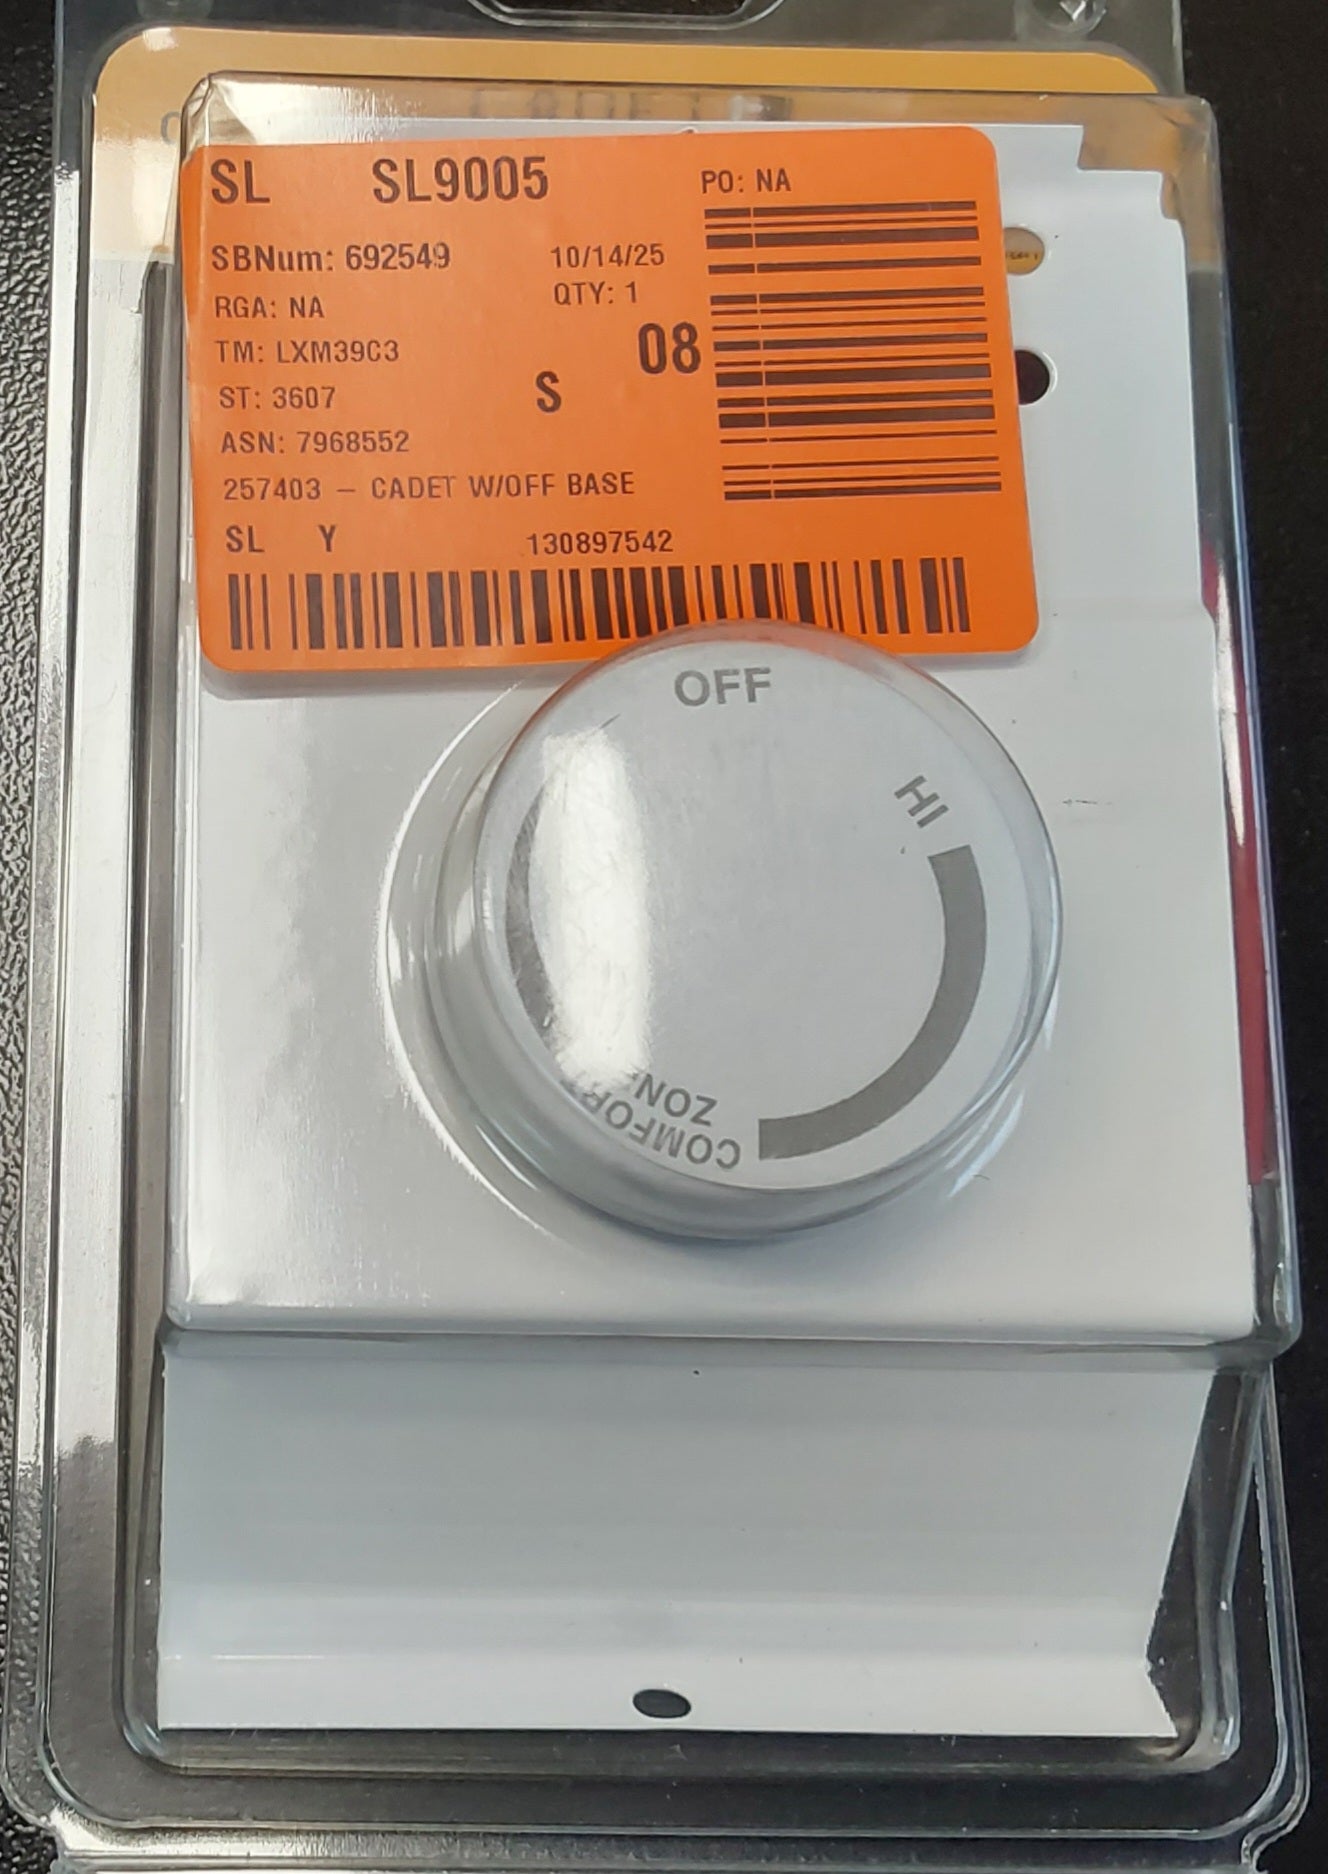 CADET
SL SL9005 PO: NA
SBNum: 692549 10/14/25
RGA: NA QTY: 1
TM: LXM39C3 08
ST: 3607 S
ASN: 7968552
257403 – CADET W/OFF BASE
SL Y 130897542
OFF
HI
COMFORT
ZONE